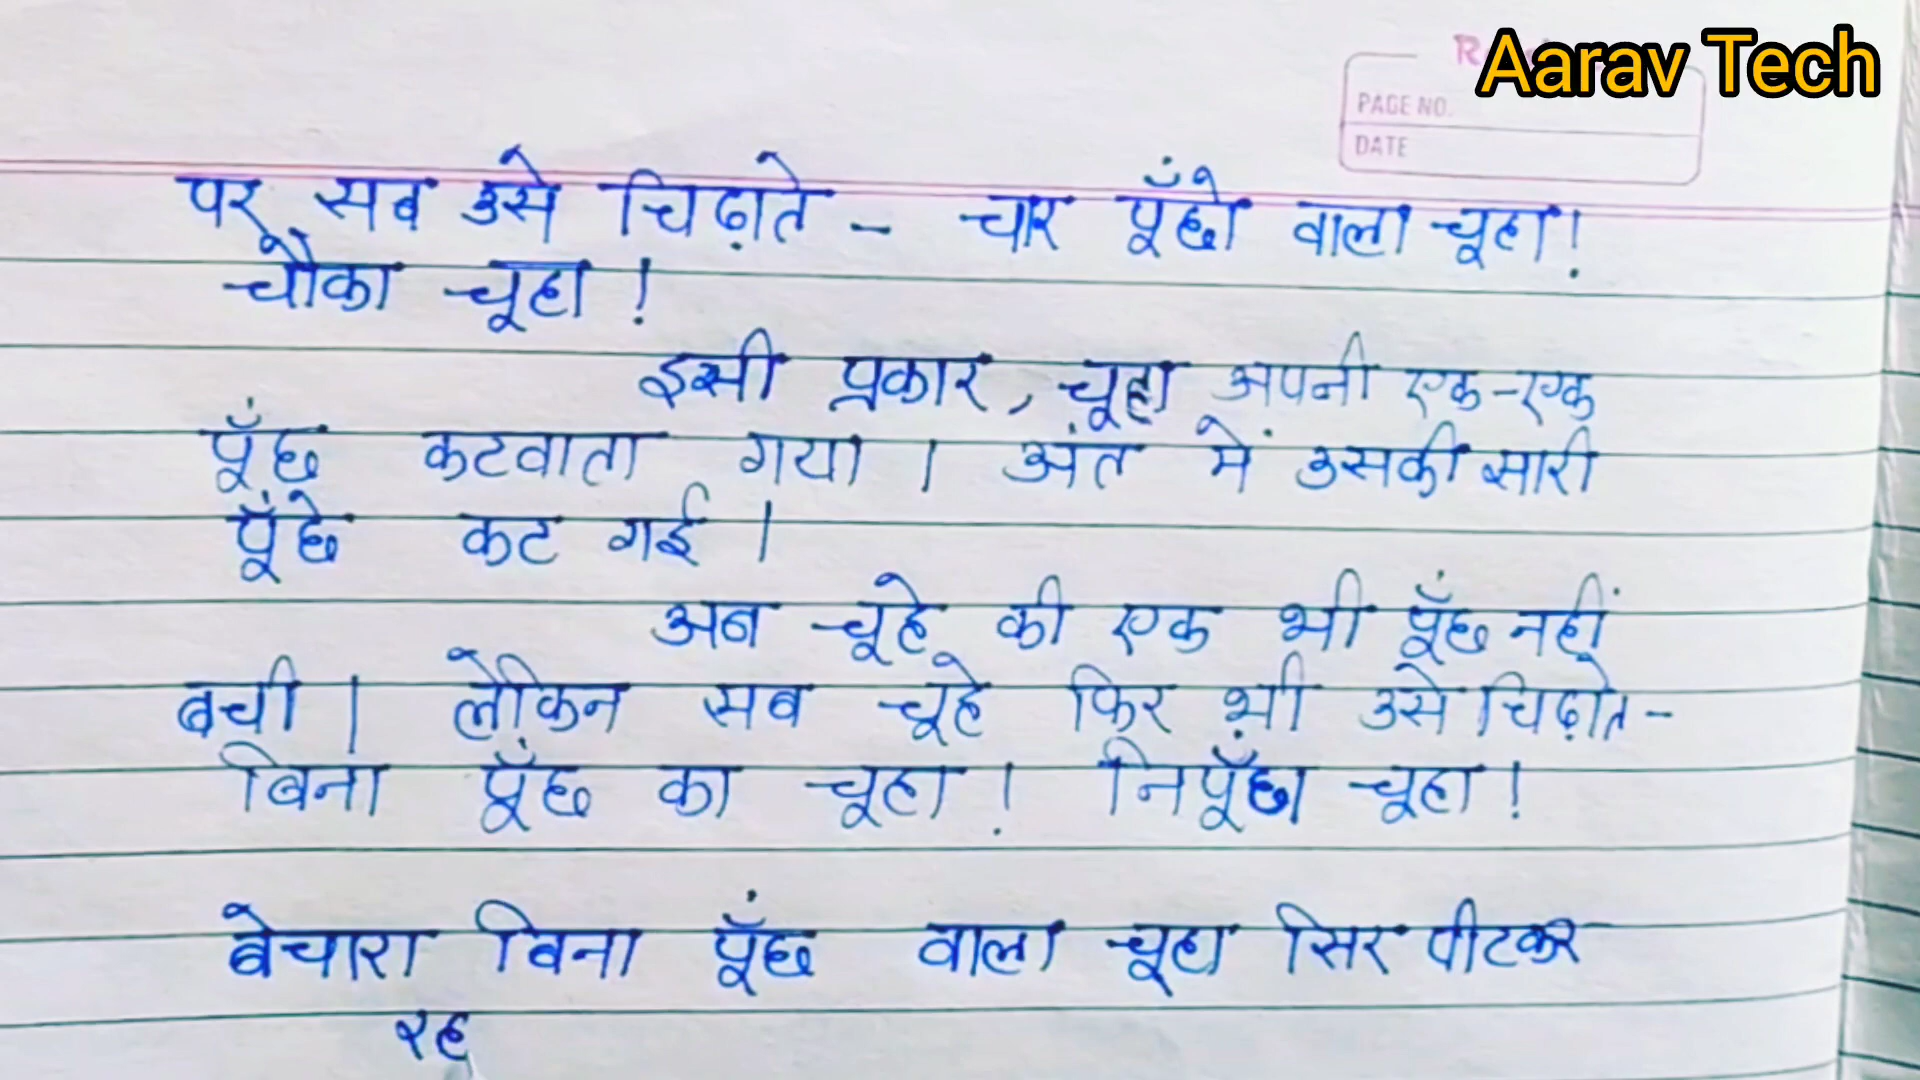 Aarav Tech
PAGE NO.
DATE
पर सब उसे चिढ़ाते - चार पूँछो वाला चूहा!
चौका चूहा!
इसी प्रकार, चूहा अपनी एक-एक
पूँछ कटवाता गया। अंत में उसकी सारी
पूँछे कट गई।
अब चूहे की एक भी पूँछ नहीं
बची। लेकिन सब चूहे फिर भी उसे चिढ़ाते-
बिना पूँछ का चूहा! निपूँछा चूहा!
बेचारा बिना पूँछ वाला चूहा सिर पीटकर
रह